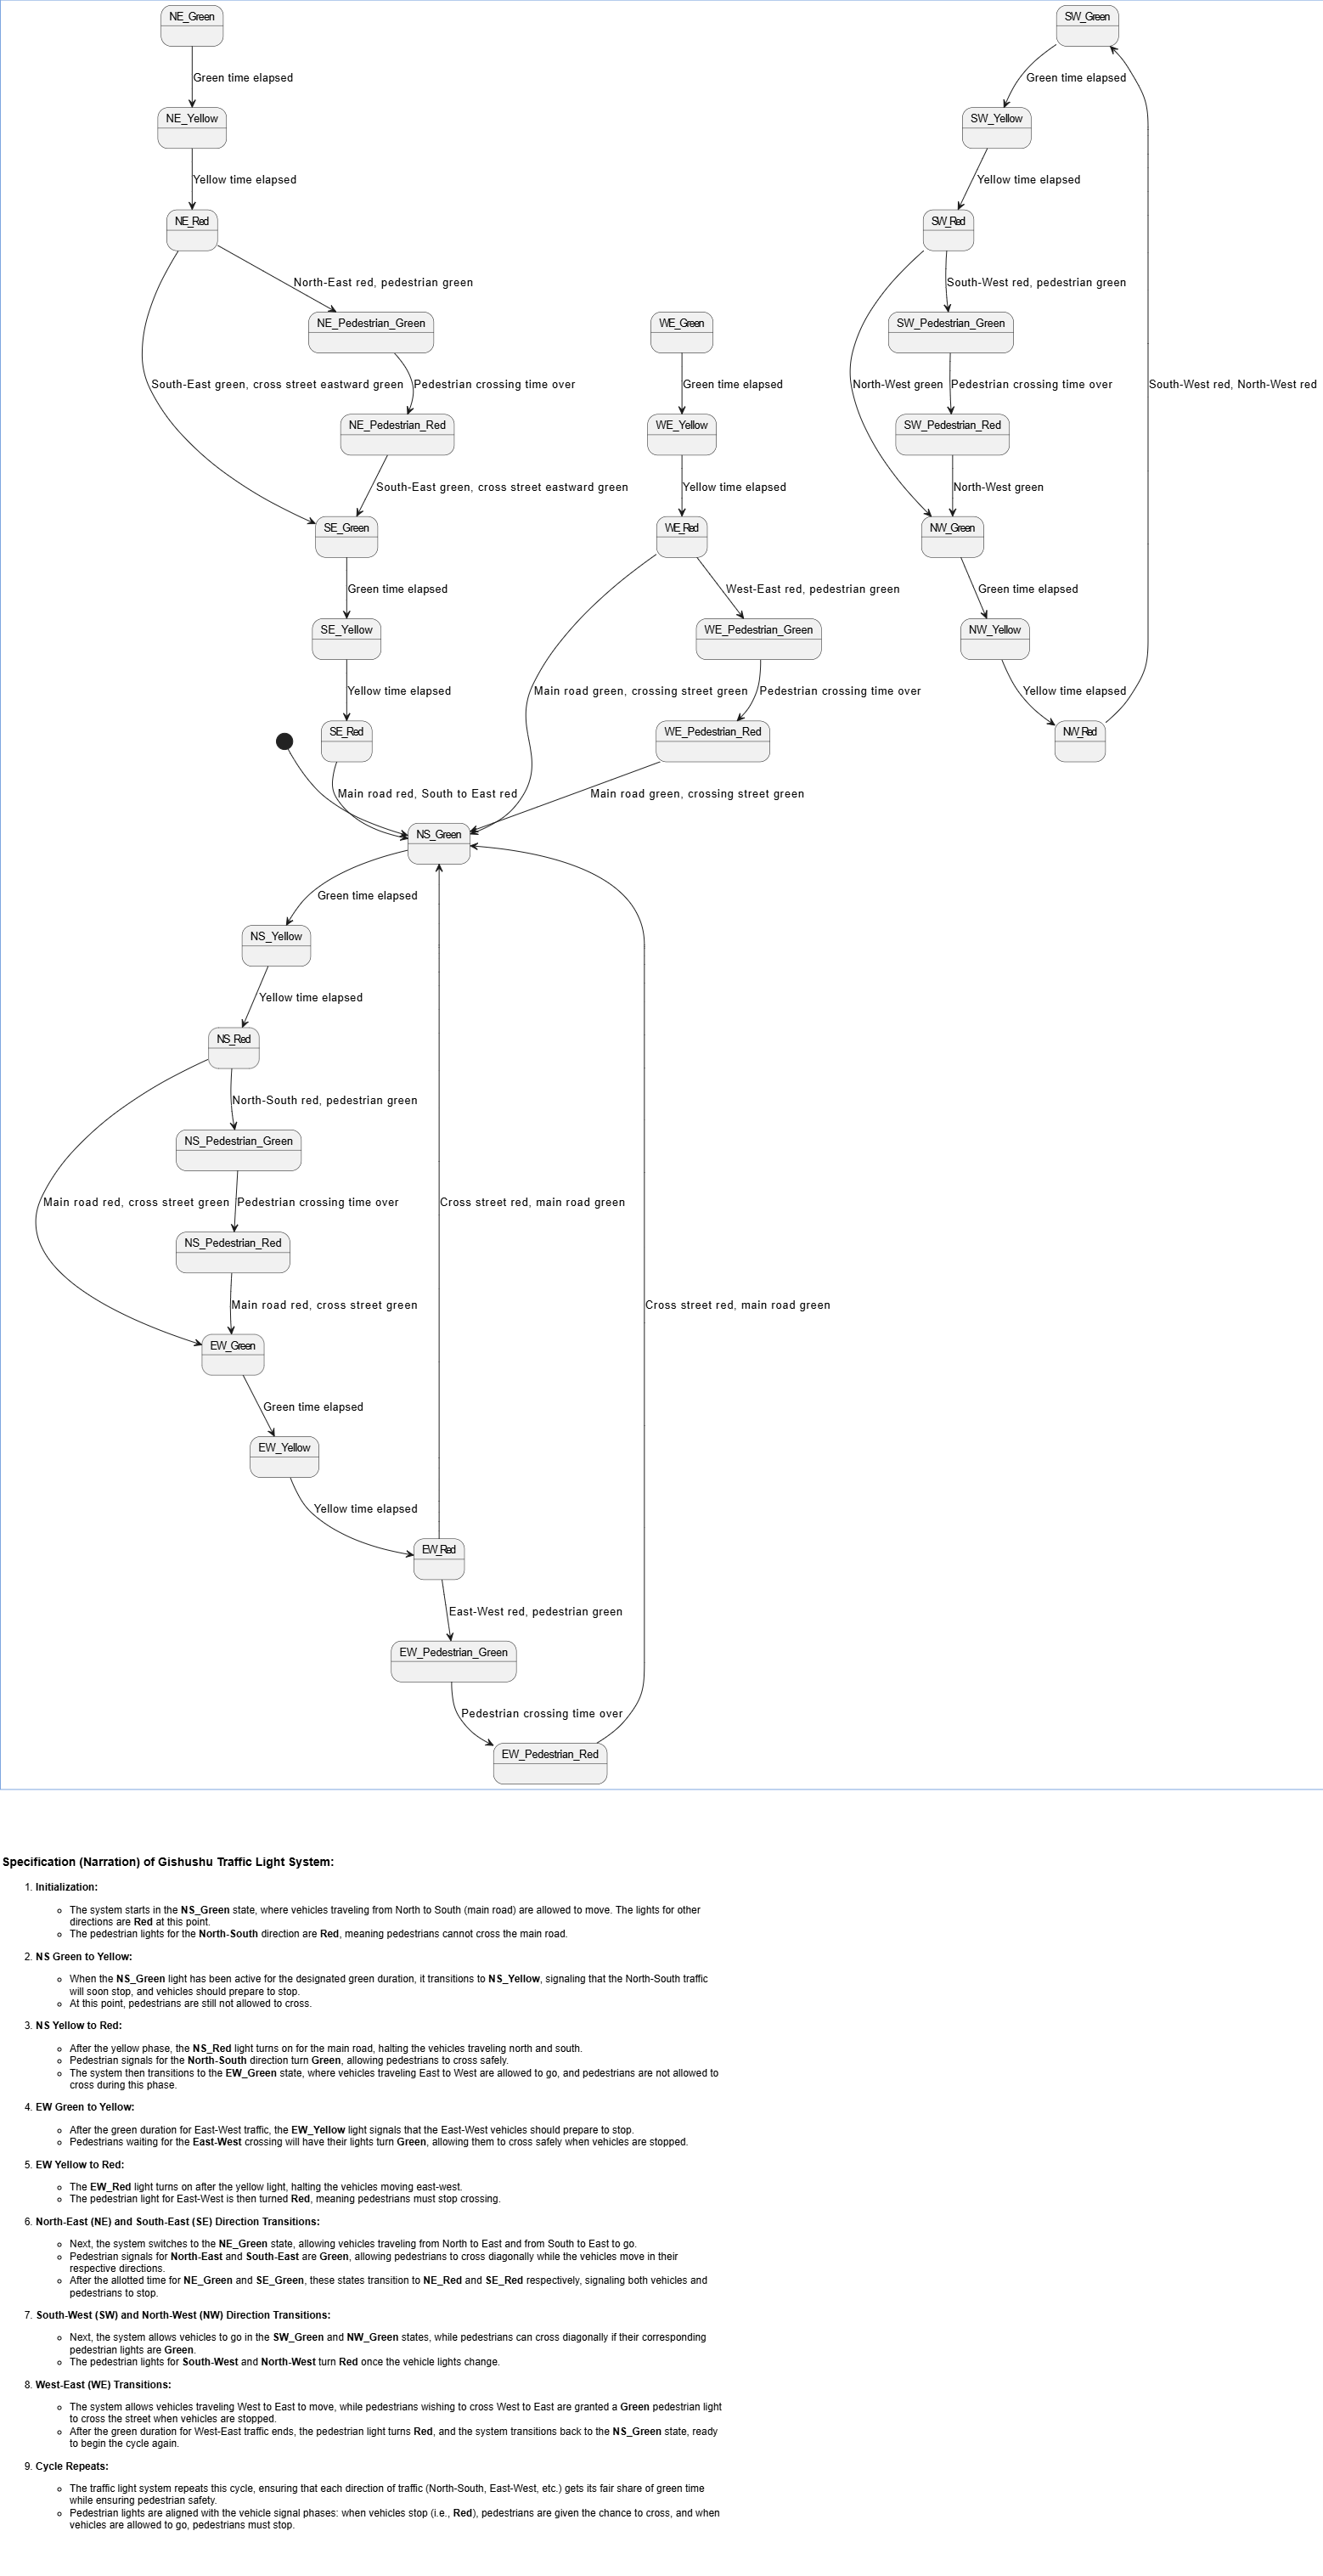 NE_Green
SW_Green
Green time elapsed
Green time elapsed
NE_Yellow
SW_Yellow
Yellow time elapsed
Yellow time elapsed
NE_Red
SW_Red
North-East red, pedestrian green
South-West red, pedestrian green
NE_Pedestrian_Green
WE_Green
SW_Pedestrian_Green
South-East green, cross street eastward green
Pedestrian crossing time over
Green time elapsed
North-West green
Pedestrian crossing time over
South-West red, North-West red
NE_Pedestrian_Red
WE_Yellow
SW_Pedestrian_Red
South-East green, cross street eastward green
Yellow time elapsed
North-West green
SE_Green
WE_Red
NW_Green
Green time elapsed
West-East red, pedestrian green
Green time elapsed
SE_Yellow
WE_Pedestrian_Green
NW_Yellow
Yellow time elapsed
Main road green, crossing street green
Pedestrian crossing time over
Yellow time elapsed
SE_Red
WE_Pedestrian_Red
NW_Red
Main road red, South to East red
Main road green, crossing street green
NS_Green
Green time elapsed
NS_Yellow
Yellow time elapsed
NS_Red
North-South red, pedestrian green
NS_Pedestrian_Green
Main road red, cross street green
Pedestrian crossing time over
Cross street red, main road green
NS_Pedestrian_Red
Main road red, cross street green
Cross street red, main road green
EW_Green
Green time elapsed
EW_Yellow
Yellow time elapsed
EW_Red
East-West red, pedestrian green
EW_Pedestrian_Green
Pedestrian crossing time over
EW_Pedestrian_Red
Specification (Narration) of Gishushu Traffic Light System:
1. Initialization:
The system starts in the NS_Green state, where vehicles traveling from North to South (main road) are allowed to move. The lights for other
directions are Red at this point.
The pedestrian lights for the North-South direction are Red, meaning pedestrians cannot cross the main road.
2. NS Green to Yellow:
When the NS_Green light has been active for the designated green duration, it transitions to NS_Yellow, signaling that the North-South traffic
will soon stop, and vehicles should prepare to stop.
At this point, pedestrians are still not allowed to cross.
3. NS Yellow to Red:
After the yellow phase, the NS_Red light turns on for the main road, halting the vehicles traveling north and south.
Pedestrian signals for the North-South direction turn Green, allowing pedestrians to cross safely.
The system then transitions to the EW_Green state, where vehicles traveling East to West are allowed to go, and pedestrians are not allowed to
cross during this phase.
4. EW Green to Yellow:
After the green duration for East-West traffic, the EW_Yellow light signals that the East-West vehicles should prepare to stop.
Pedestrians waiting for the East-West crossing will have their lights turn Green, allowing them to cross safely when vehicles are stopped.
5. EW Yellow to Red:
The EW_Red light turns on after the yellow light, halting the vehicles moving east-west.
The pedestrian light for East-West is then turned Red, meaning pedestrians must stop crossing.
6. North-East (NE) and South-East (SE) Direction Transitions:
Next, the system switches to the NE_Green state, allowing vehicles traveling from North to East and from South to East to go.
Pedestrian signals for North-East and South-East are Green, allowing pedestrians to cross diagonally while the vehicles move in their
respective directions.
After the allotted time for NE_Green and SE_Green, these states transition to NE_Red and SE_Red respectively, signaling both vehicles and
pedestrians to stop.
7. South-West (SW) and North-West (NW) Direction Transitions:
Next, the system allows vehicles to go in the SW_Green and NW_Green states, while pedestrians can cross diagonally if their corresponding
pedestrian lights are Green.
The pedestrian lights for South-West and North-West turn Red once the vehicle lights change.
8. West-East (WE) Transitions:
The system allows vehicles traveling West to East to move, while pedestrians wishing to cross West to East are granted a Green pedestrian light
to cross the street when vehicles are stopped.
After the green duration for West-East traffic ends, the pedestrian light turns Red, and the system transitions back to the NS_Green state, ready
to begin the cycle again.
9. Cycle Repeats:
The traffic light system repeats this cycle, ensuring that each direction of traffic (North-South, East-West, etc.) gets its fair share of green time
while ensuring pedestrian safety.
Pedestrian lights are aligned with the vehicle signal phases: when vehicles stop (i.e., Red), pedestrians are given the chance to cross, and when
vehicles are allowed to go, pedestrians must stop.